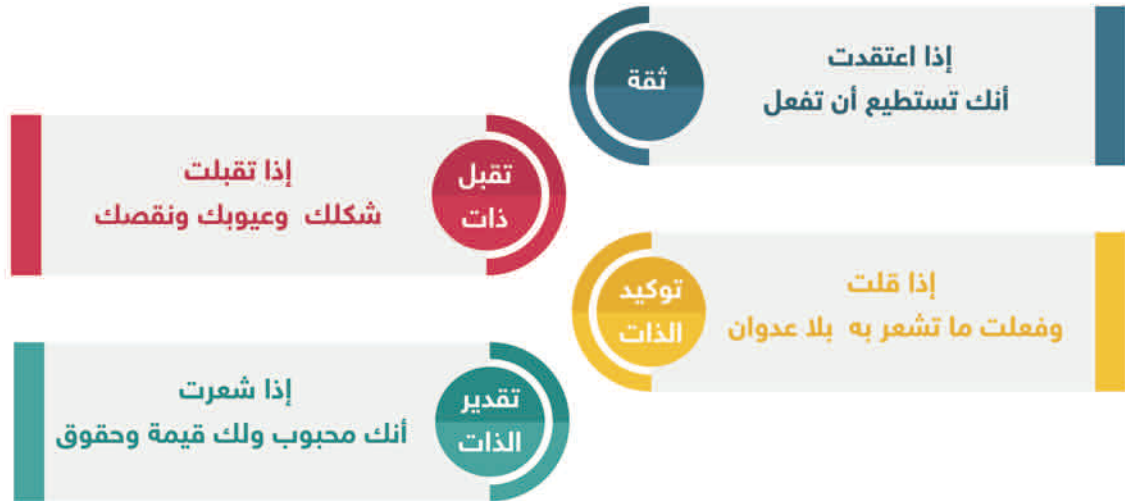 ثقة
إذا اعتقدت
أنك تستطيع أن تفعل
تقبل
ذات
إذا تقبلت
شكلك وعيوبك ونقصك
توكيد
الذات
إذا قلت
وفعلت ما تشعر به بلا عدوان
تقدير
الذات
إذا شعرت
أنك محبوب ولك قيمة وحقوق